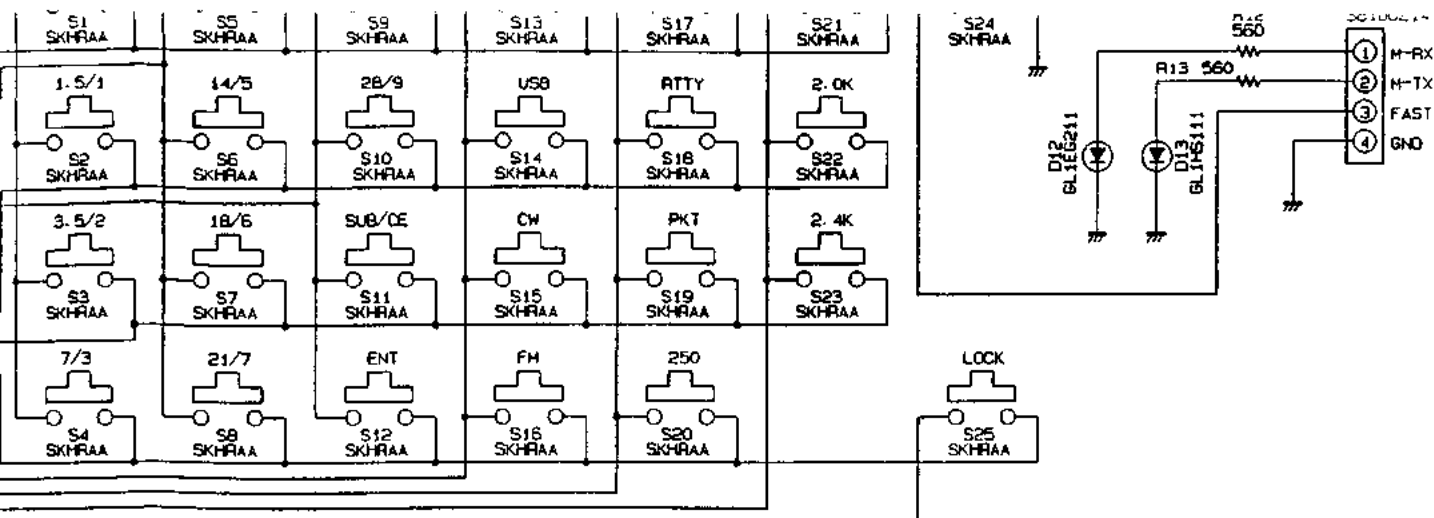 S1 S5 S9 S13 S17 S21 S24
SKHRAA SKHRAA SKHRAA SKHRAA SKHRAA SKHRAA SKHRAA
560
1 M-RX
R13 560
2 M-TX
3 FAST
4 GND
1.5/1 14/5 28/9 USB RTTY 2.0K
S2 S6 S10 S14 S18 S22
SKHRAA SKHRAA SKHRAA SKHRAA SKHRAA SKHRAA
D12
GL1EG211
D13
GL1HS111
3.5/2 18/6 SUB/CE CW PKT 2.4K
S3 S7 S11 S15 S19 S23
SKHRAA SKHRAA SKHRAA SKHRAA SKHRAA SKHRAA
7/3 21/7 ENT FM 250 LOCK
S4 S8 S12 S16 S20 S25
SKHRAA SKHRAA SKHRAA SKHRAA SKHRAA SKHRAA